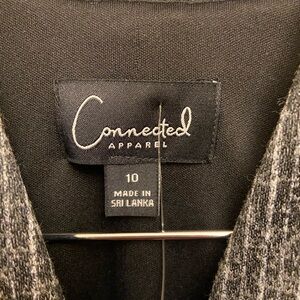 Connected
APPAREL
10
MADE IN
SRI LANKA